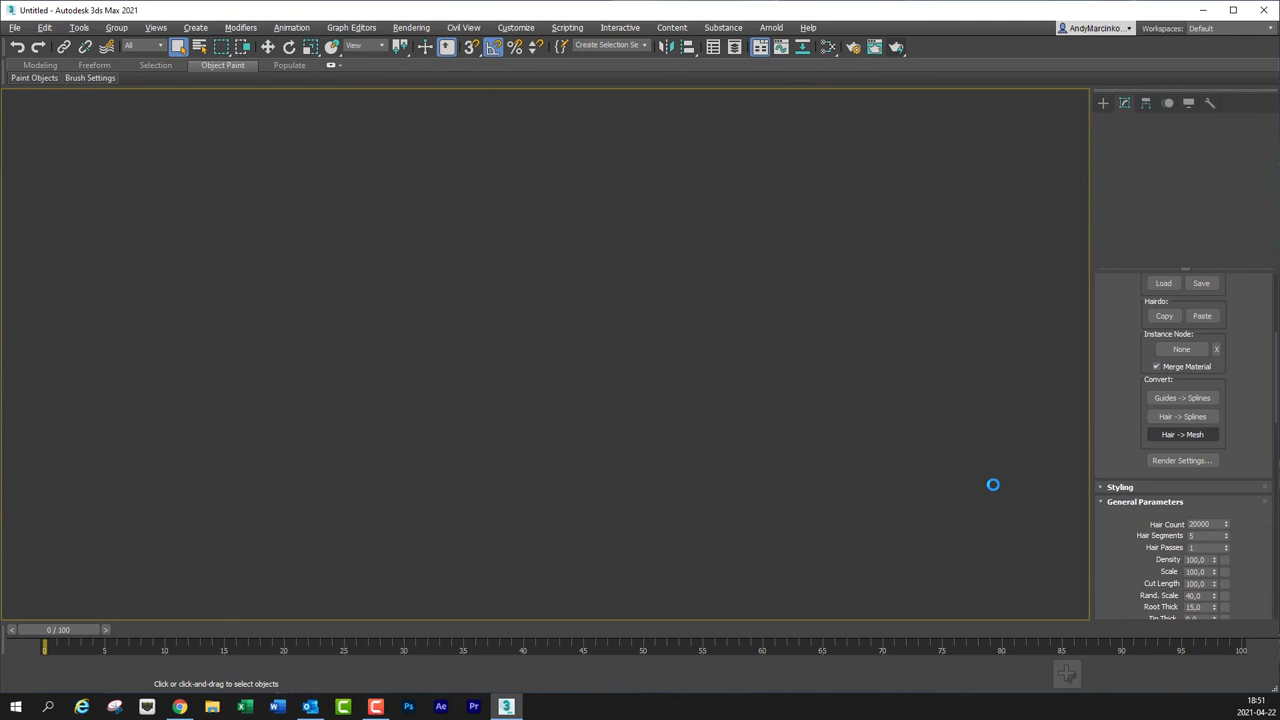 Untitled - Autodesk 3ds Max 2021
File Edit Tools Group Views Create Modifiers Animation Graph Editors Rendering Civil View Customize Scripting Interactive Content Substance Arnold Help AndyMarcinko... Workspaces: Default
All View Create Selection Se
Modeling Freeform Selection Object Paint Populate
Paint Objects Brush Settings
Load Save
Hairdo:
Copy Paste
Instance Node:
None X
Merge Material
Convert:
Guides -> Splines
Hair -> Splines
Hair -> Mesh
Render Settings...
Styling
General Parameters
Hair Count 20000
Hair Segments 5
Hair Passes 1
Density 100,0
Scale 100,0
Cut Length 100,0
Rand. Scale 40,0
Root Thick 15,0
Tip Thick 0,0
< 0 / 100 >
0 5 10 15 20 25 30 35 40 45 50 55 60 65 70 75 80 85 90 95 100
Click or click-and-drag to select objects
18:51
2021-04-22